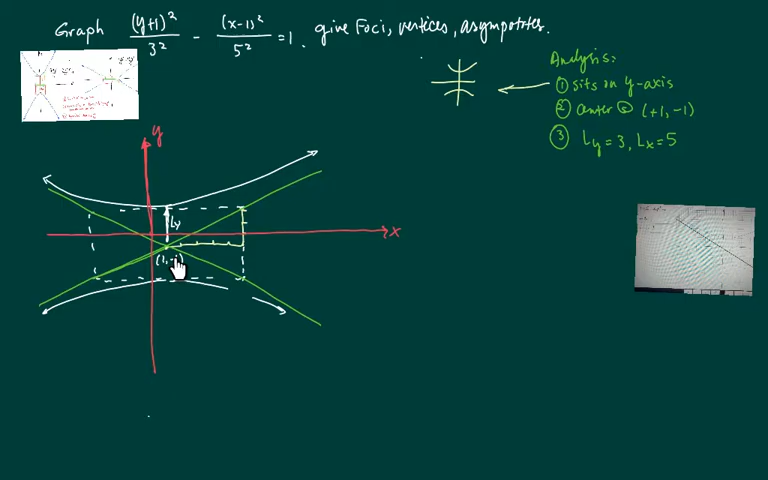 Graph (y+1)²/3² - (x-1)²/5² = 1. give Foci, vertices, asympotites.
Analysis:
① sits on y-axis
② center @ (+1, -1)
③ Ly = 3, Lx = 5
y
x
Ly
(1,-1)